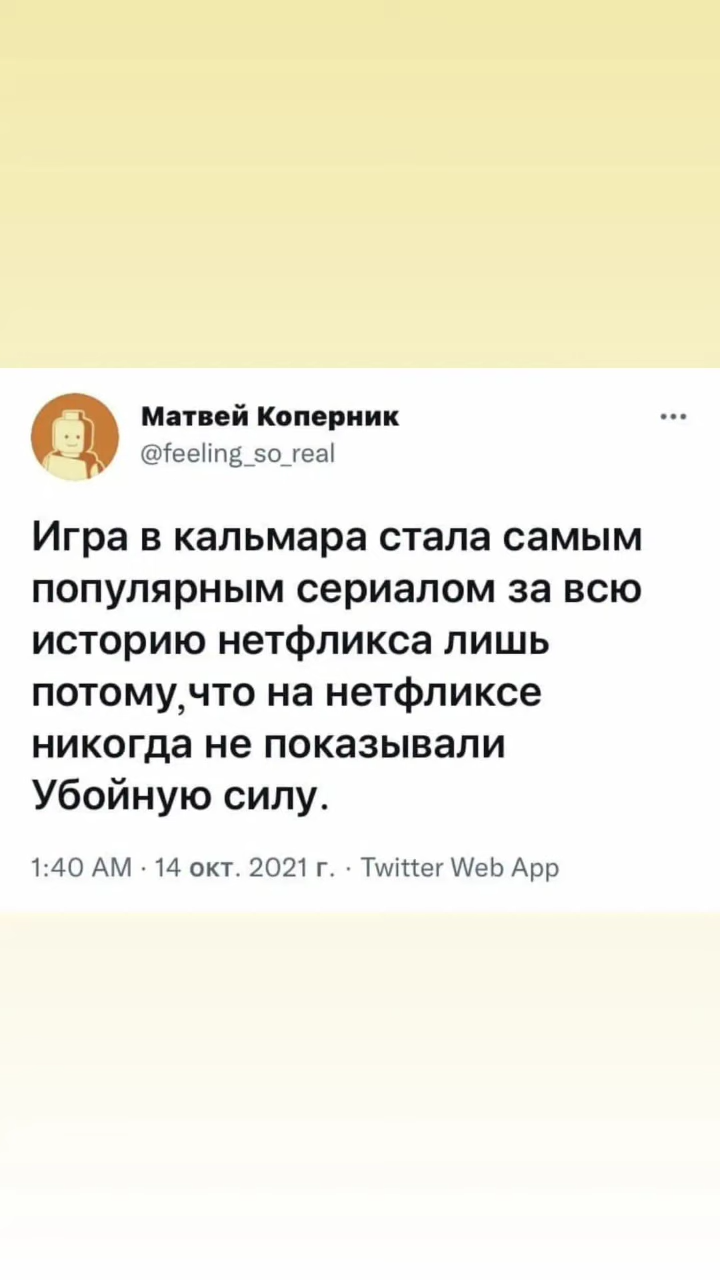 Матвей Коперник
@feeling_so_real
Игра в кальмара стала самым
популярным сериалом за всю
историю нетфликса лишь
потому,что на нетфликсе
никогда не показывали
Убойную силу.
1:40 AM · 14 окт. 2021 г. · Twitter Web App